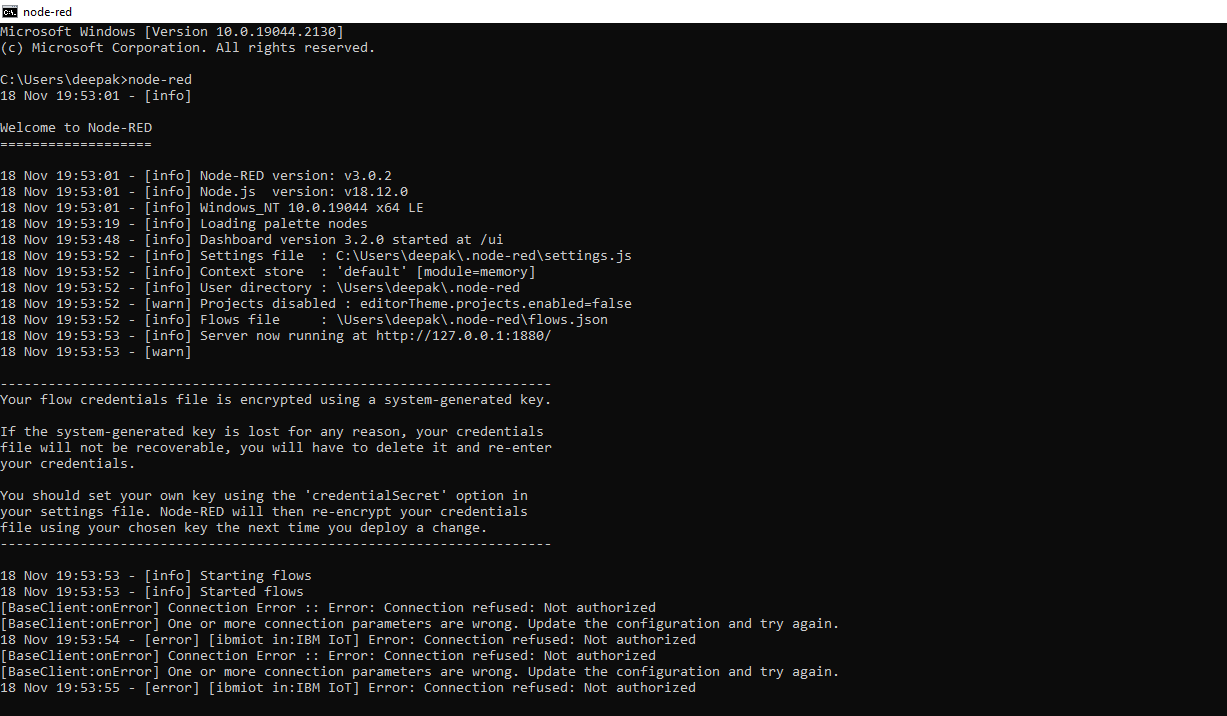 node-red
Microsoft Windows [Version 10.0.19044.2130]
(c) Microsoft Corporation. All rights reserved.
C:\Users\deepak>node-red
18 Nov 19:53:01 - [info]
Welcome to Node-RED
===================
18 Nov 19:53:01 - [info] Node-RED version: v3.0.2
18 Nov 19:53:01 - [info] Node.js  version: v18.12.0
18 Nov 19:53:01 - [info] Windows_NT 10.0.19044 x64 LE
18 Nov 19:53:19 - [info] Loading palette nodes
18 Nov 19:53:48 - [info] Dashboard version 3.2.0 started at /ui
18 Nov 19:53:52 - [info] Settings file  : C:\Users\deepak\.node-red\settings.js
18 Nov 19:53:52 - [info] Context store  : 'default' [module=memory]
18 Nov 19:53:52 - [info] User directory : \Users\deepak\.node-red
18 Nov 19:53:52 - [warn] Projects disabled : editorTheme.projects.enabled=false
18 Nov 19:53:52 - [info] Flows file     : \Users\deepak\.node-red\flows.json
18 Nov 19:53:53 - [info] Server now running at http://127.0.0.1:1880/
18 Nov 19:53:53 - [warn]
---------------------------------------------------------------------
Your flow credentials file is encrypted using a system-generated key.
If the system-generated key is lost for any reason, your credentials
file will not be recoverable, you will have to delete it and re-enter
your credentials.
You should set your own key using the 'credentialSecret' option in
your settings file. Node-RED will then re-encrypt your credentials
file using your chosen key the next time you deploy a change.
---------------------------------------------------------------------
18 Nov 19:53:53 - [info] Starting flows
18 Nov 19:53:53 - [info] Started flows
[BaseClient:onError] Connection Error :: Error: Connection refused: Not authorized
[BaseClient:onError] One or more connection parameters are wrong. Update the configuration and try again.
18 Nov 19:53:54 - [error] [ibmiot in:IBM IoT] Error: Connection refused: Not authorized
[BaseClient:onError] Connection Error :: Error: Connection refused: Not authorized
[BaseClient:onError] One or more connection parameters are wrong. Update the configuration and try again.
18 Nov 19:53:55 - [error] [ibmiot in:IBM IoT] Error: Connection refused: Not authorized